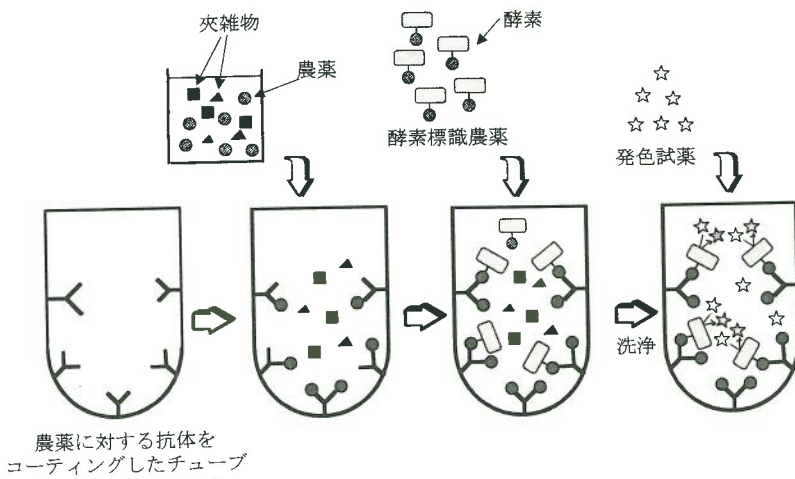 夾雑物
農薬
酵素
酵素標識農薬
発色試薬
洗浄
農薬に対する抗体を
コーティングしたチューブ